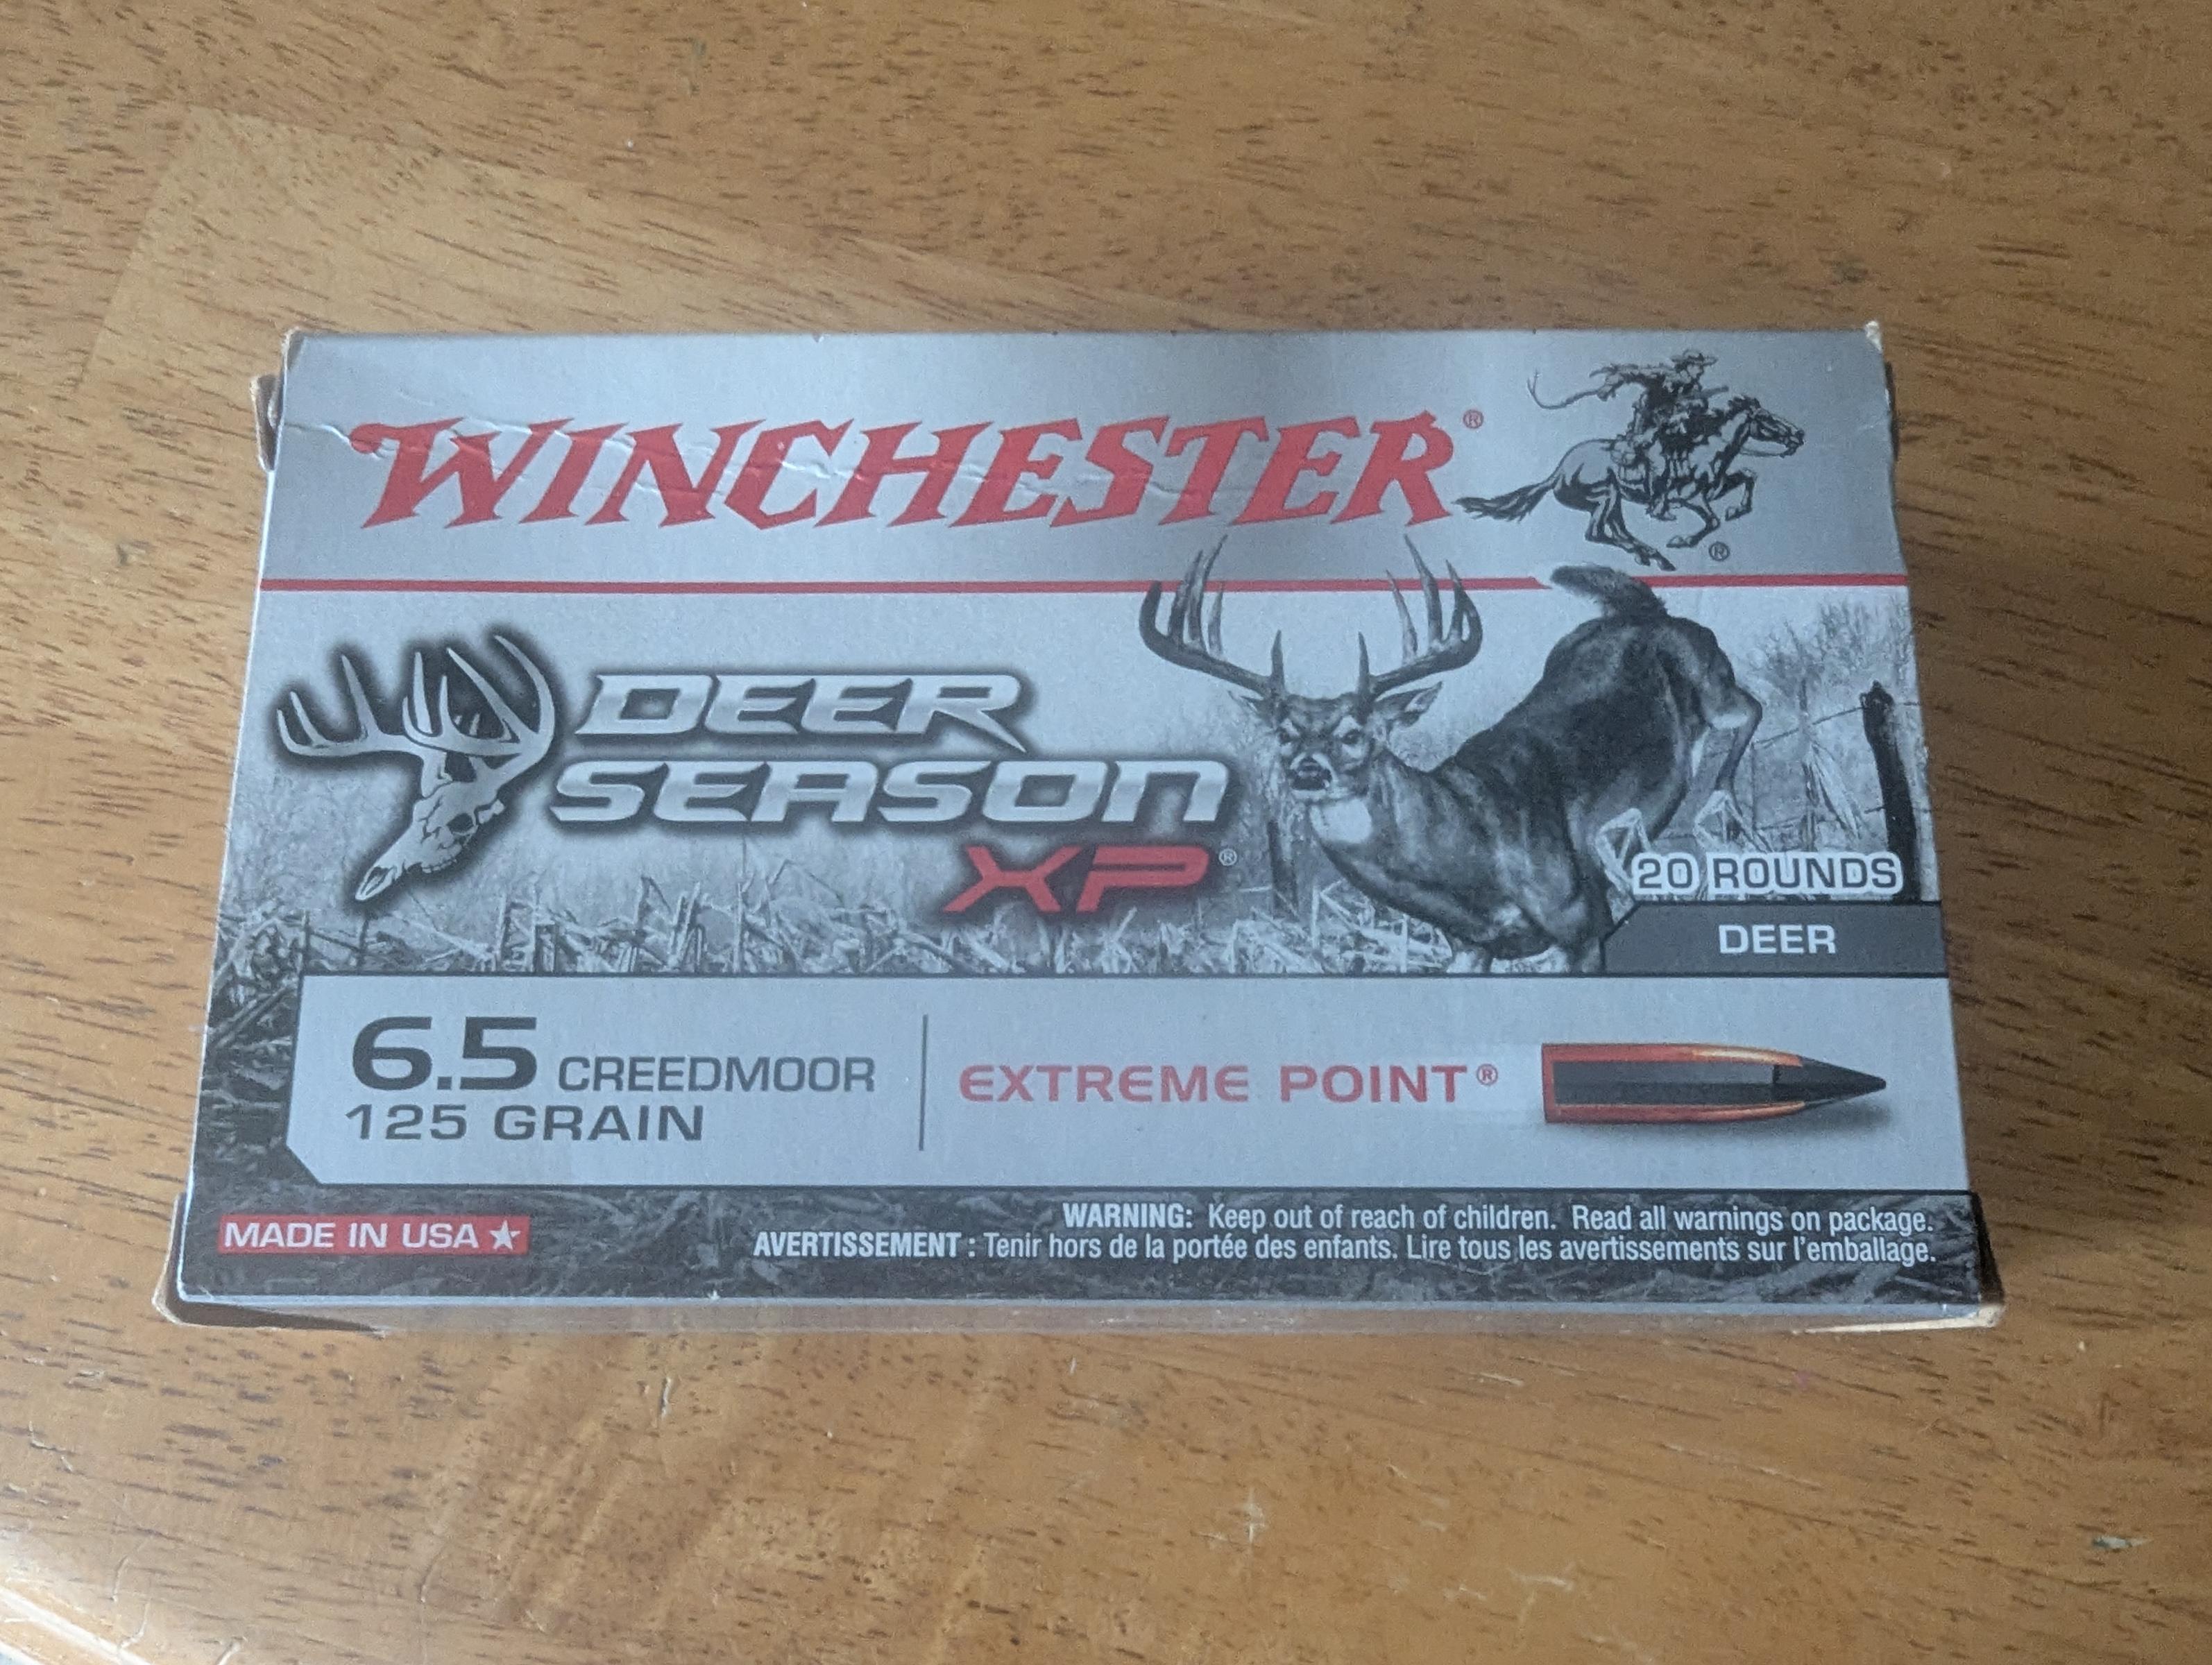 WINCHESTER®
®
DEER
SEASON
XP®
20 ROUNDS
DEER
6.5 CREEDMOOR
125 GRAIN
EXTREME POINT®
MADE IN USA
WARNING: Keep out of reach of children. Read all warnings on package.
AVERTISSEMENT : Tenir hors de la portée des enfants. Lire tous les avertissements sur l'emballage.